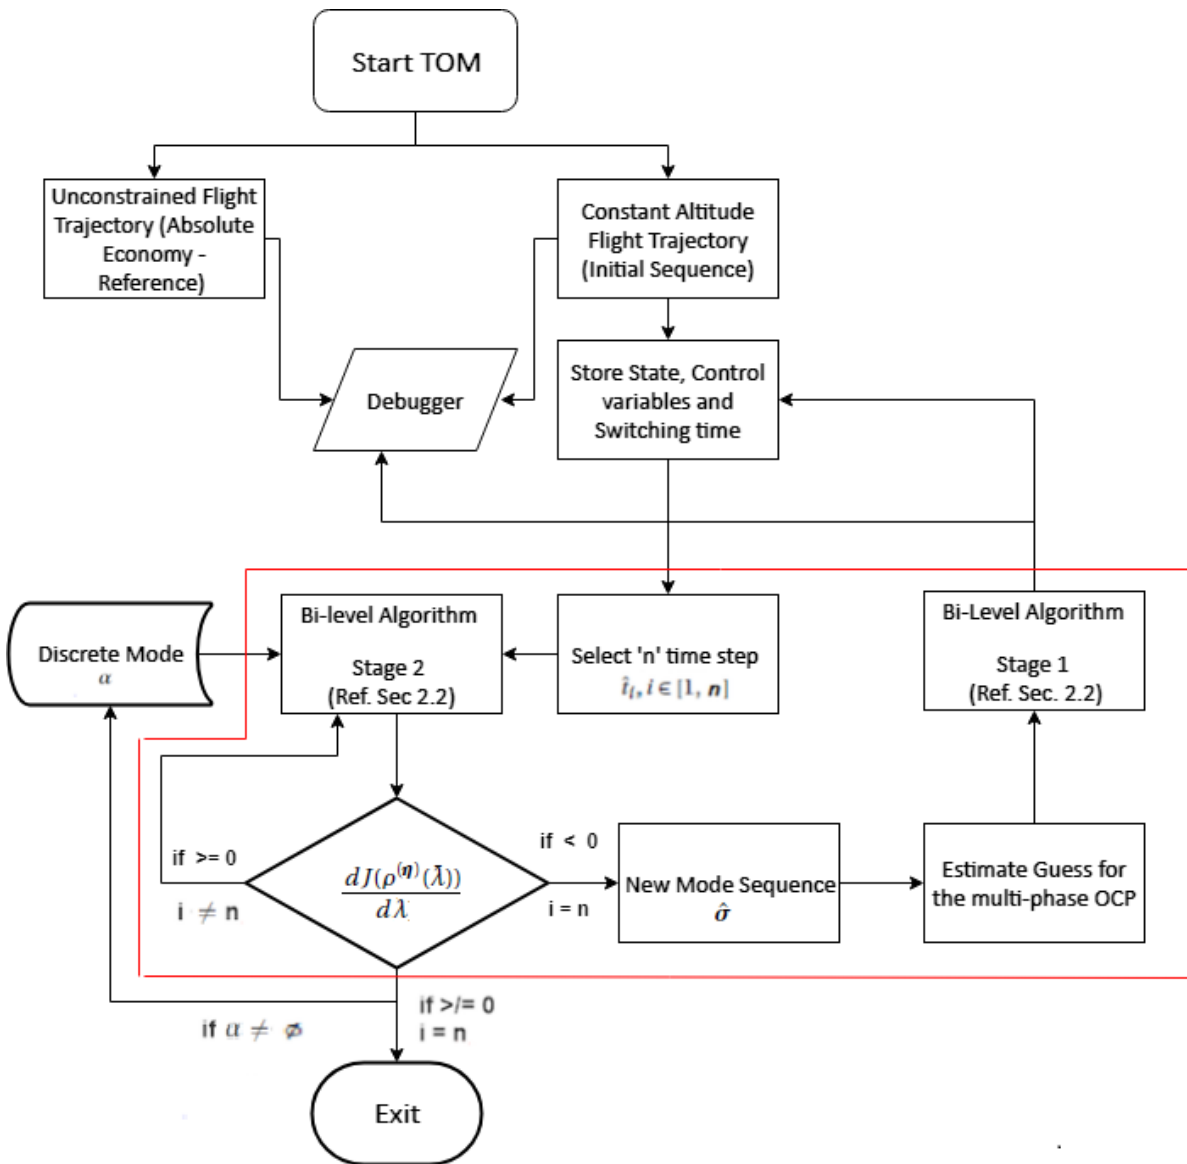 Start TOM
Unconstrained Flight
Trajectory (Absolute
Economy -
Reference)
Constant Altitude
Flight Trajectory
(Initial Sequence)
Debugger
Store State, Control
variables and
Switching time
Discrete Mode
α
Bi-level Algorithm
Stage 2
(Ref. Sec 2.2)
Select 'n' time step
t̂ᵢ, i ∈ [1, n]
Bi-Level Algorithm
Stage 1
(Ref. Sec. 2.2)
if >= 0
i ≠ n
dJ(ρ^(η)(λ̄))
dλ
if < 0
i = n
New Mode Sequence
σ̂
Estimate Guess for
the multi-phase OCP
if α ≠ ∅
if >/= 0
i = n
Exit